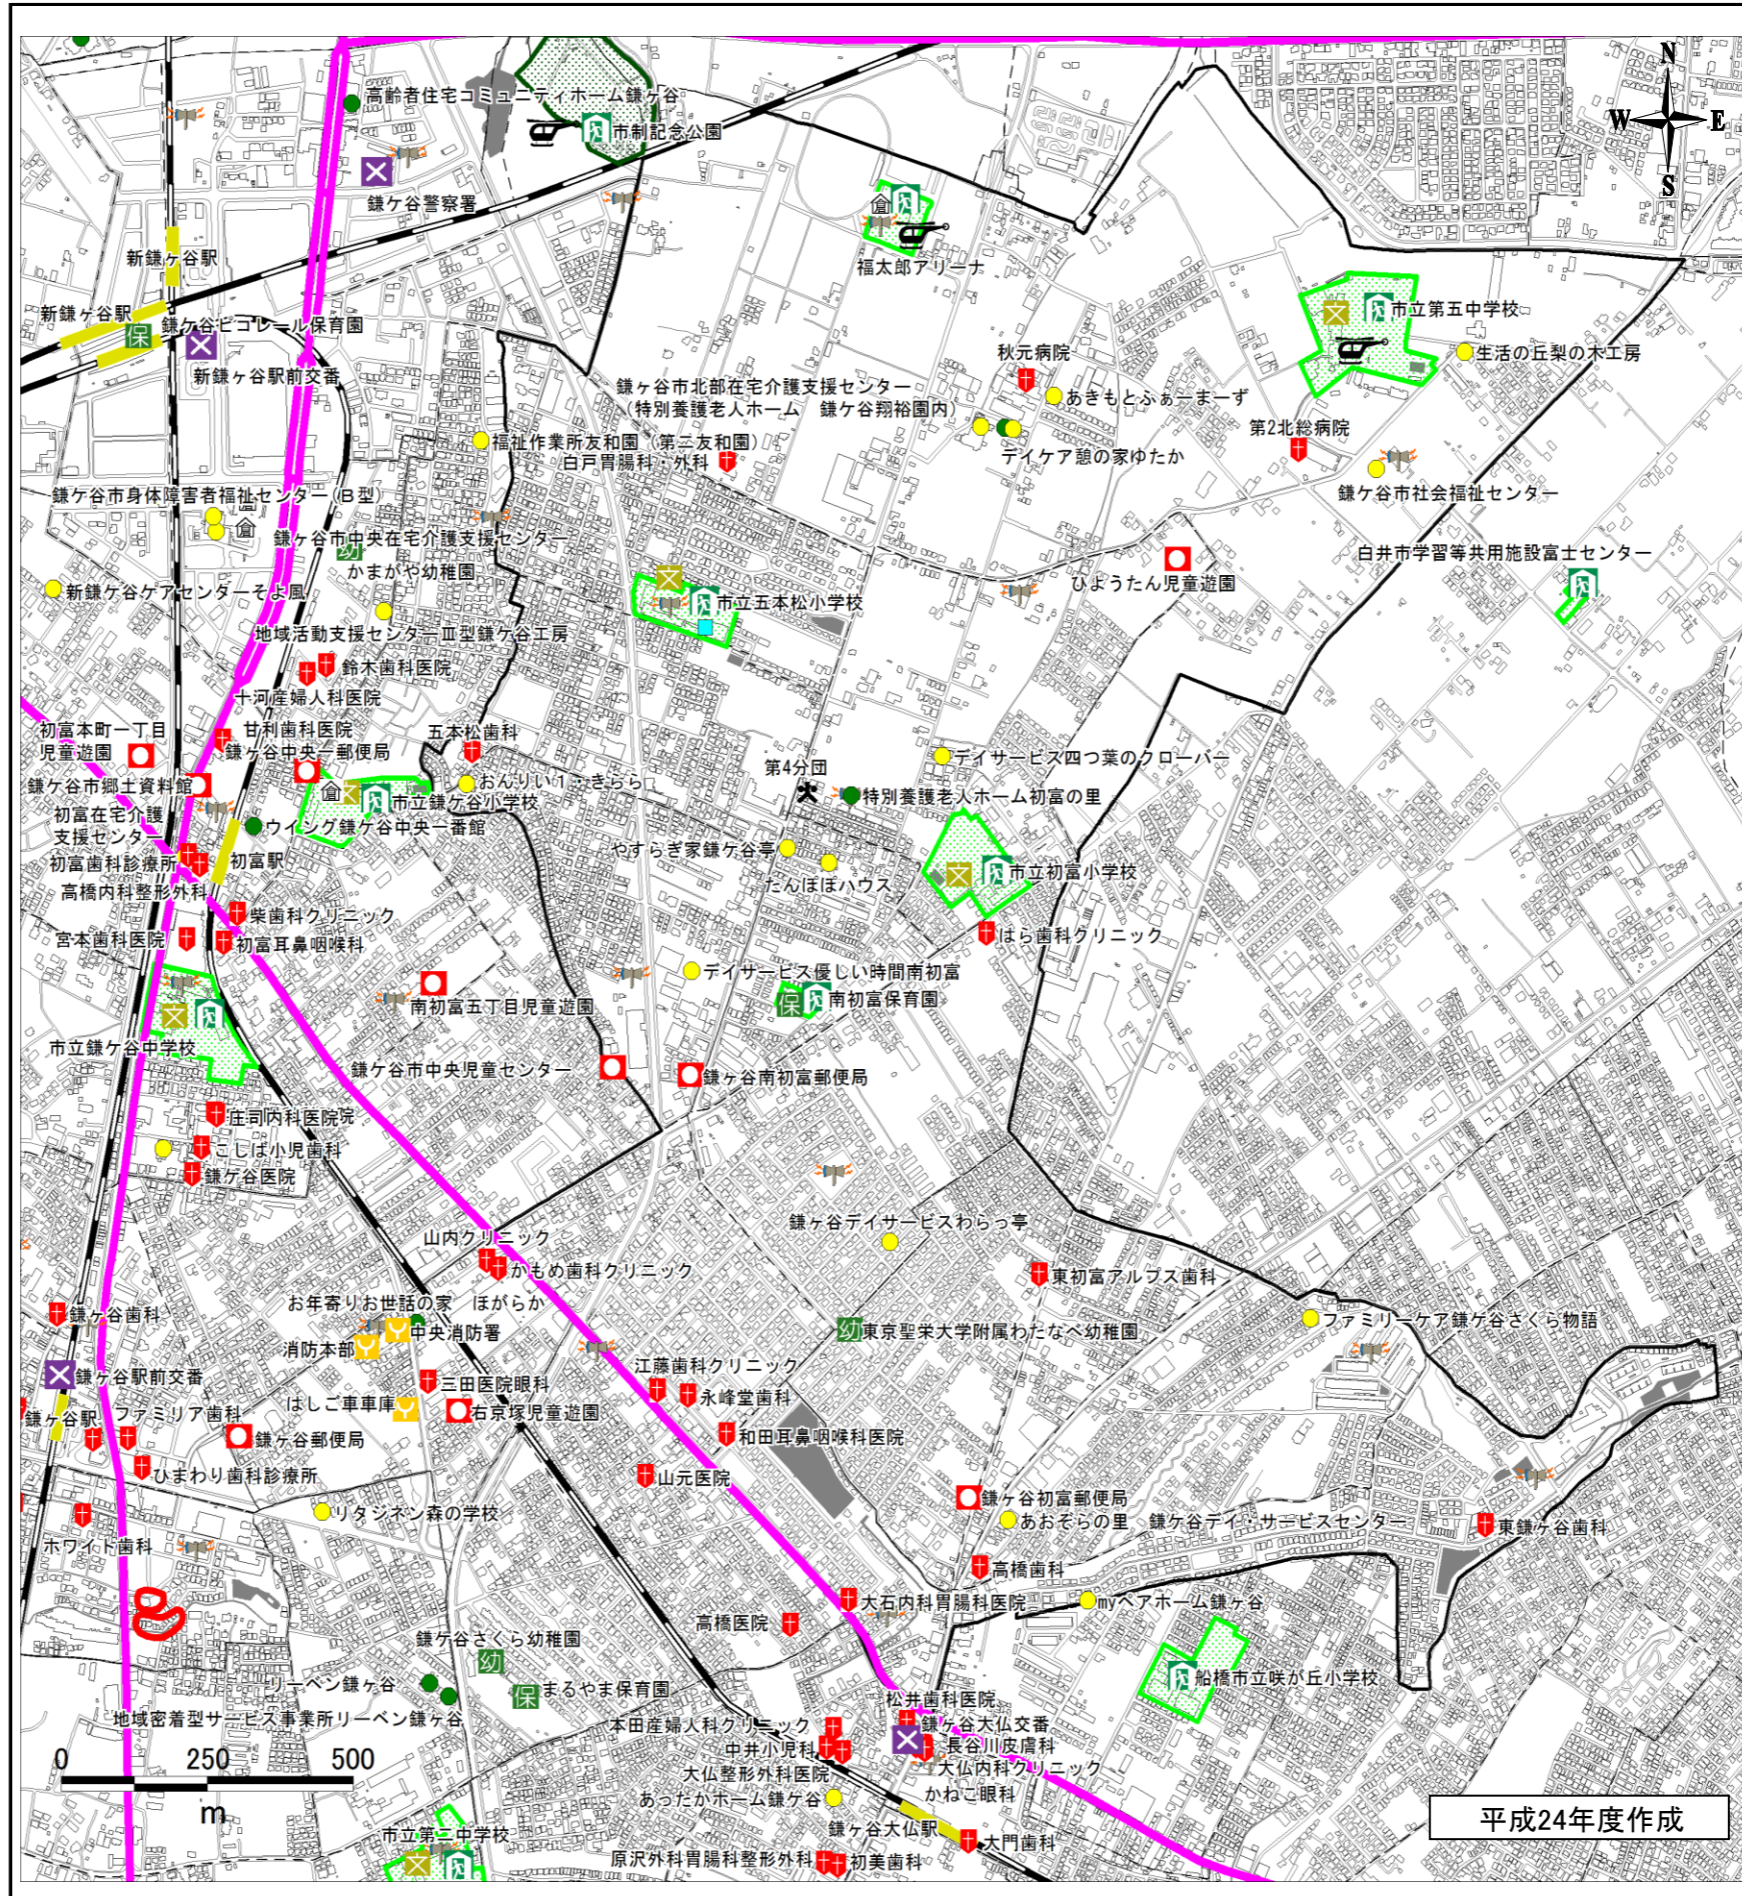 N
W E
S
高齢者住宅コミュニティホーム鎌ヶ谷
市制記念公園
鎌ケ谷警察署
新鎌ヶ谷駅
福太郎アリーナ
新鎌ヶ谷駅
保
鎌ケ谷ピコレール保育園
市立第五中学校
新鎌ヶ谷駅前交番
秋元病院
生活の丘梨の木工房
鎌ヶ谷市北部在宅介護支援センター
（特別養護老人ホーム　鎌ケ谷翔裕園内）
あきもとふぁーまーず
福祉作業所友和園（第二友和園）
白戸胃腸科・外科
デイケア憩の家ゆたか
第2北総病院
鎌ケ谷市社会福祉センター
鎌ケ谷市身体障害者福祉センター(B型)
鎌ケ谷市中央在宅介護支援センター
幼
かまがや幼稚園
白井市学習等共用施設富士センター
ひょうたん児童遊園
新鎌ケ谷ケアセンターそよ風
市立五本松小学校
地域活動支援センターⅢ型鎌ケ谷工房
鈴木歯科医院
十河産婦人科医院
初富本町一丁目
児童遊園
甘利歯科医院
鎌ケ谷中央一郵便局
五本松歯科
デイサービス四つ葉のクローバー
第4分団
鎌ケ谷市郷土資料館
おんりい1・きらら
市立鎌ケ谷小学校
特別養護老人ホーム初富の里
初富在宅介護
支援センター
ウイング鎌ケ谷中央一番館
やすらぎ家鎌ケ谷亭
初富歯科診療所
初富駅
たんぽぽハウス
市立初富小学校
高橋内科整形外科
柴歯科クリニック
宮本歯科医院
初富耳鼻咽喉科
はら歯科クリニック
デイサービス優しい時間南初富
保
南初富保育園
南初富五丁目児童遊園
市立鎌ケ谷中学校
鎌ケ谷市中央児童センター
鎌ヶ谷南初富郵便局
庄司内科医院
こしば小児歯科
鎌ケ谷医院
鎌ヶ谷デイサービスわらっ亭
山内クリニック
かもめ歯科クリニック
東初富アルプス歯科
お年寄りお世話の家　ほがらか
鎌ヶ谷歯科
中央消防署
消防本部
幼
東京聖栄大学附属わたなべ幼稚園
ファミリーケア鎌ケ谷さくら物語
江藤歯科クリニック
鎌ヶ谷駅前交番
三田医院眼科
永峰堂歯科
はしご車車庫
右京塚児童遊園
鎌ヶ谷駅
ファミリア歯科
鎌ヶ谷郵便局
和田耳鼻咽喉科医院
ひまわり歯科診療所
山元医院
鎌ヶ谷初富郵便局
リタジネン森の学校
あおぞらの里　鎌ケ谷デイ・サービスセンター
東鎌ケ谷歯科
ホワイト歯科
高橋歯科
大石内科胃腸科医院
myペアホーム鎌ヶ谷
高橋医院
鎌ケ谷さくら幼稚園
幼
船橋市立咲が丘小学校
リーベン鎌ヶ谷
保
まるやま保育園
地域密着型サービス事業所リーベン鎌ヶ谷
松井歯科医院
本田産婦人科クリニック
鎌ヶ谷大仏交番
中井小児科
長谷川皮膚科
大仏整形外科医院
大仏内科クリニック
0 250 500
m
あったかホーム鎌ケ谷
かねこ眼科
鎌ヶ谷大仏駅
平成24年度作成
市立第二中学校
大門歯科
原沢外科胃腸科整形外科
初美歯科